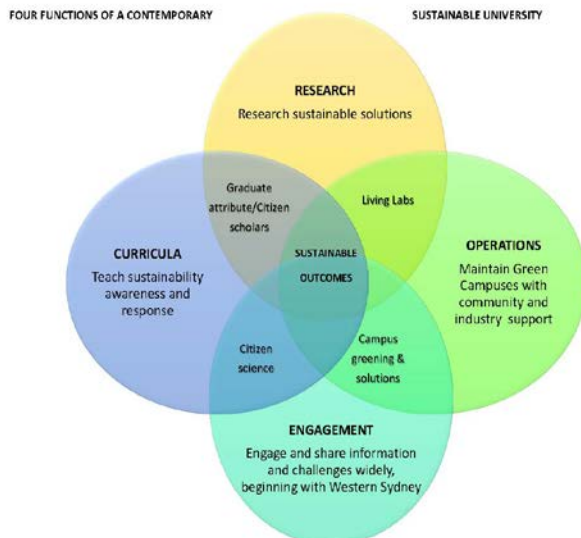 FOUR FUNCTIONS OF A CONTEMPORARY
SUSTAINABLE UNIVERSITY
RESEARCH
Research sustainable solutions
Graduate
attribute/Citizen
scholars
Living Labs
CURRICULA
Teach sustainability
awareness and
response
SUSTAINABLE
OUTCOMES
OPERATIONS
Maintain Green
Campuses with
community and
industry support
Citizen
science
Campus
greening &
solutions
ENGAGEMENT
Engage and share information
and challenges widely,
beginning with Western Sydney